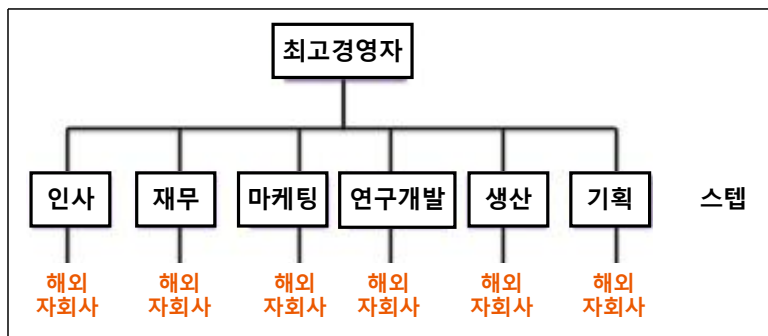 최고경영자
인사 재무 마케팅 연구개발 생산 기획 스텝
해외 해외 해외 해외 해외 해외
자회사 자회사 자회사 자회사 자회사 자회사